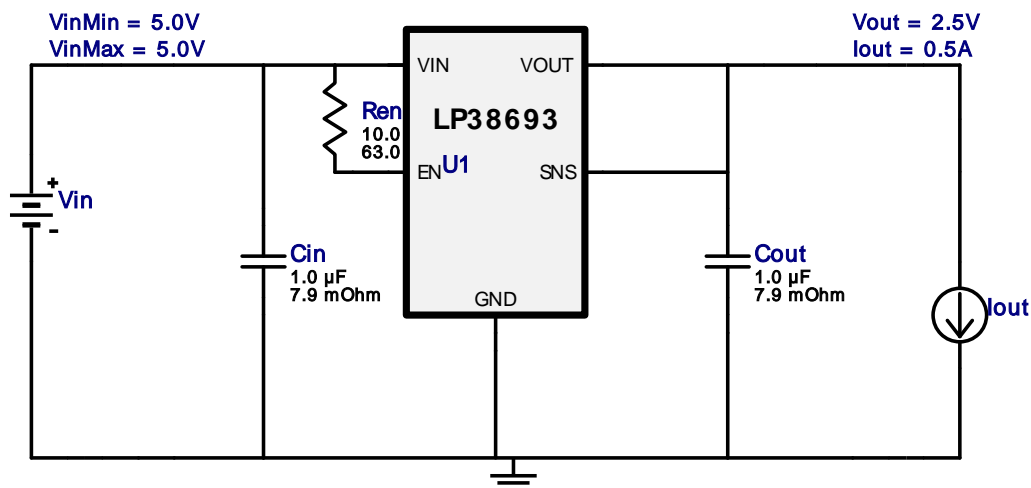 VinMin = 5.0V
VinMax = 5.0V
Vout = 2.5V
Iout = 0.5A
VIN
VOUT
Ren
10.0
63.0
LP38693
EN
U1
SNS
+
Vin
-
Cin
1.0 µF
7.9 mOhm
Cout
1.0 µF
7.9 mOhm
GND
Iout